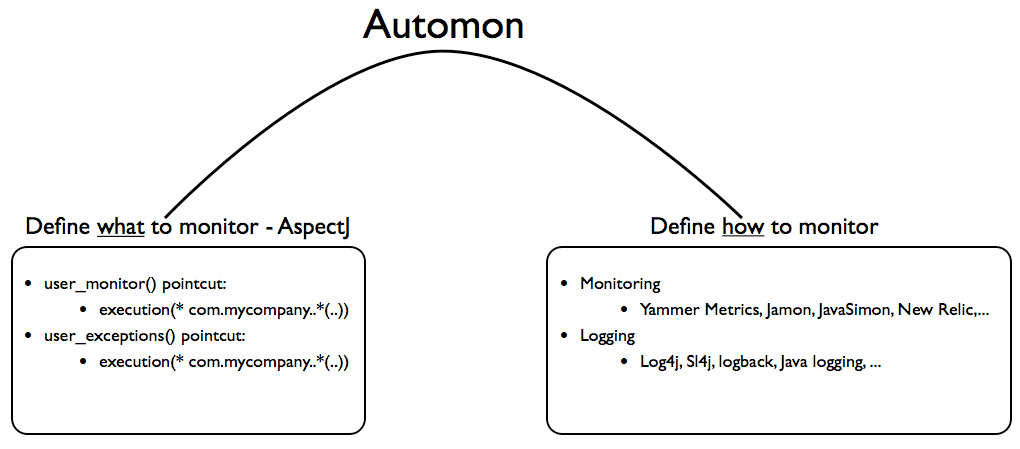 Automon
Define what to monitor - AspectJ
• user_monitor() pointcut:
• execution(* com.mycompany..*(..))
• user_exceptions() pointcut:
• execution(* com.mycompany..*(..))
Define how to monitor
• Monitoring
• Yammer Metrics, Jamon, JavaSimon, New Relic,...
• Logging
• Log4j, Sl4j, logback, Java logging, ...